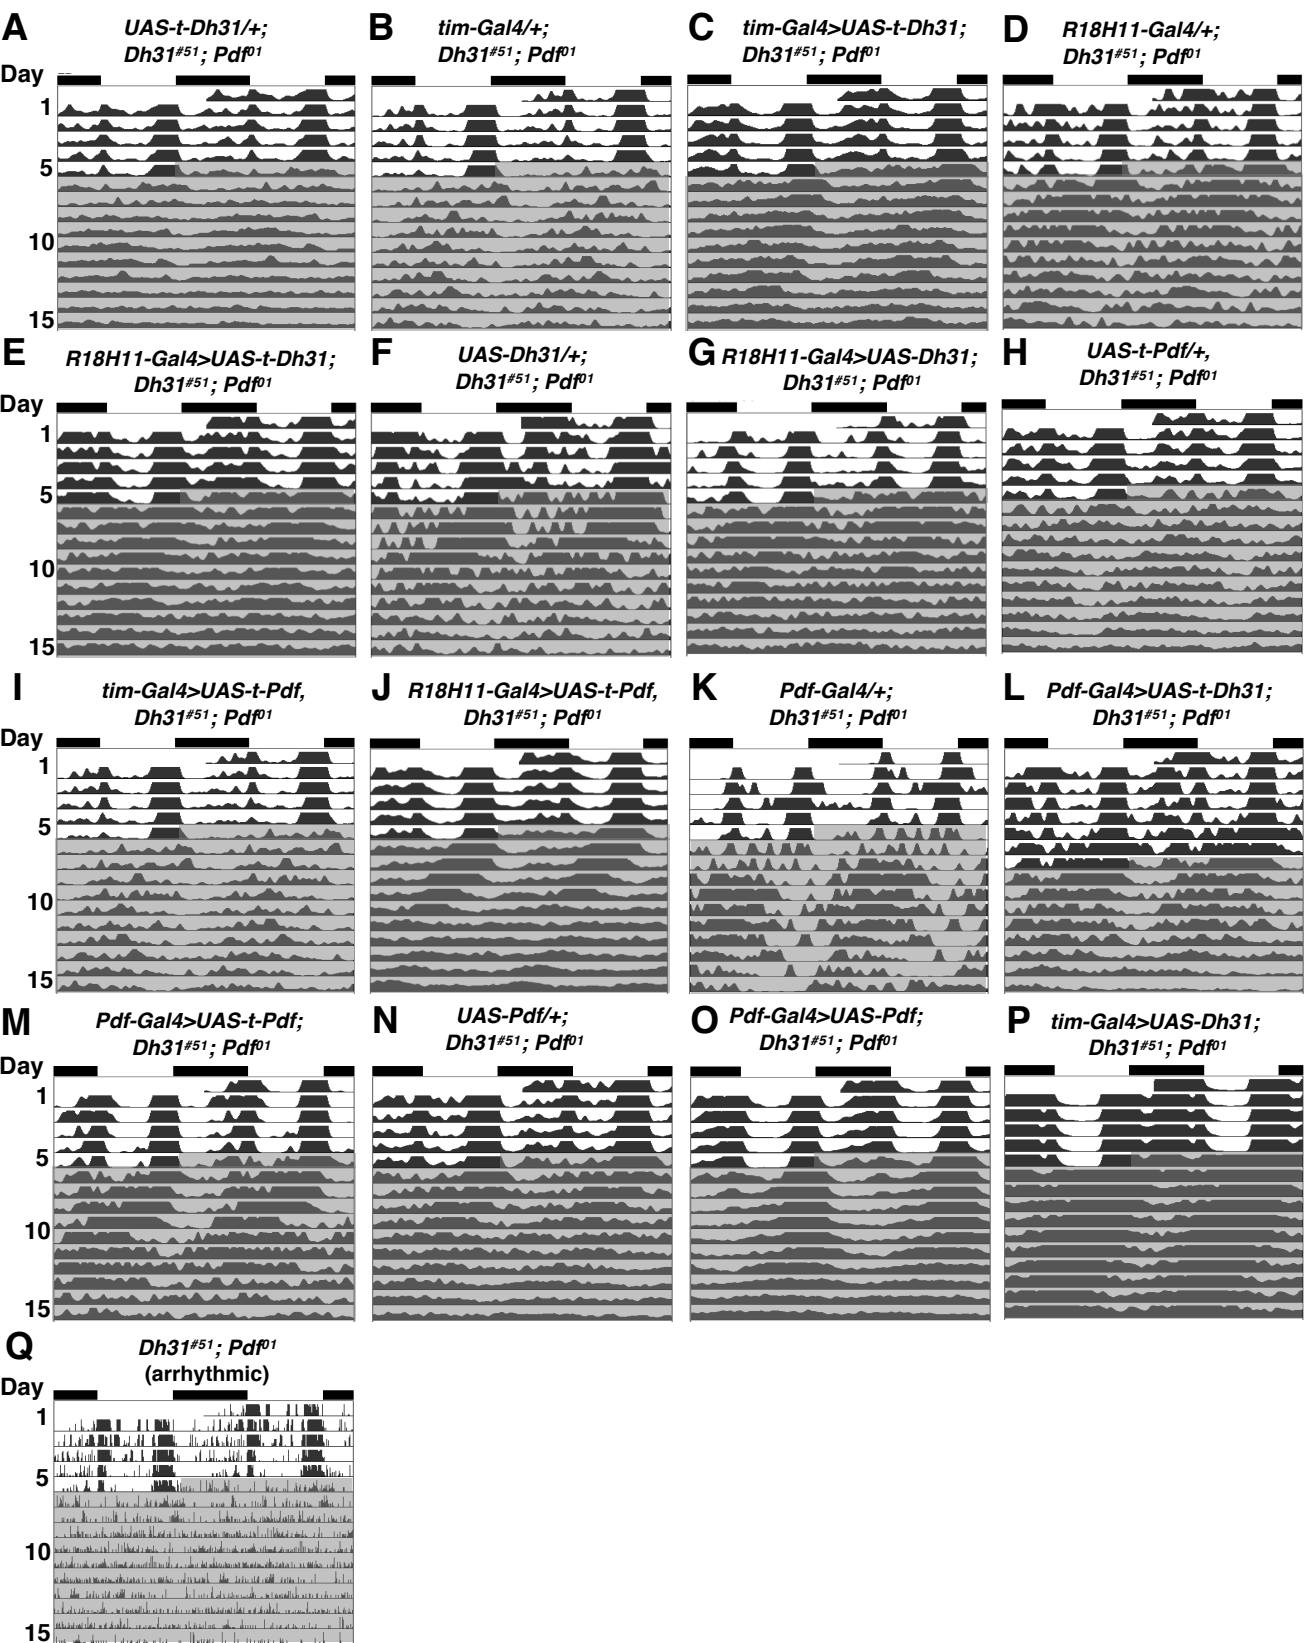 A UAS-t-Dh31/+; Dh31#51; Pdf01
B tim-Gal4/+; Dh31#51; Pdf01
C tim-Gal4>UAS-t-Dh31; Dh31#51; Pdf01
D R18H11-Gal4/+; Dh31#51; Pdf01
Day
1
5
10
15
E R18H11-Gal4>UAS-t-Dh31; Dh31#51; Pdf01
F UAS-Dh31/+; Dh31#51; Pdf01
G R18H11-Gal4>UAS-Dh31; Dh31#51; Pdf01
H UAS-t-Pdf/+, Dh31#51; Pdf01
Day
1
5
10
15
I tim-Gal4>UAS-t-Pdf, Dh31#51; Pdf01
J R18H11-Gal4>UAS-t-Pdf, Dh31#51; Pdf01
K Pdf-Gal4/+; Dh31#51; Pdf01
L Pdf-Gal4>UAS-t-Dh31; Dh31#51; Pdf01
Day
1
5
10
15
M Pdf-Gal4>UAS-t-Pdf; Dh31#51; Pdf01
N UAS-Pdf/+; Dh31#51; Pdf01
O Pdf-Gal4>UAS-Pdf; Dh31#51; Pdf01
P tim-Gal4>UAS-Dh31; Dh31#51; Pdf01
Day
1
5
10
15
Q Dh31#51; Pdf01
(arrhythmic)
Day
1
5
10
15